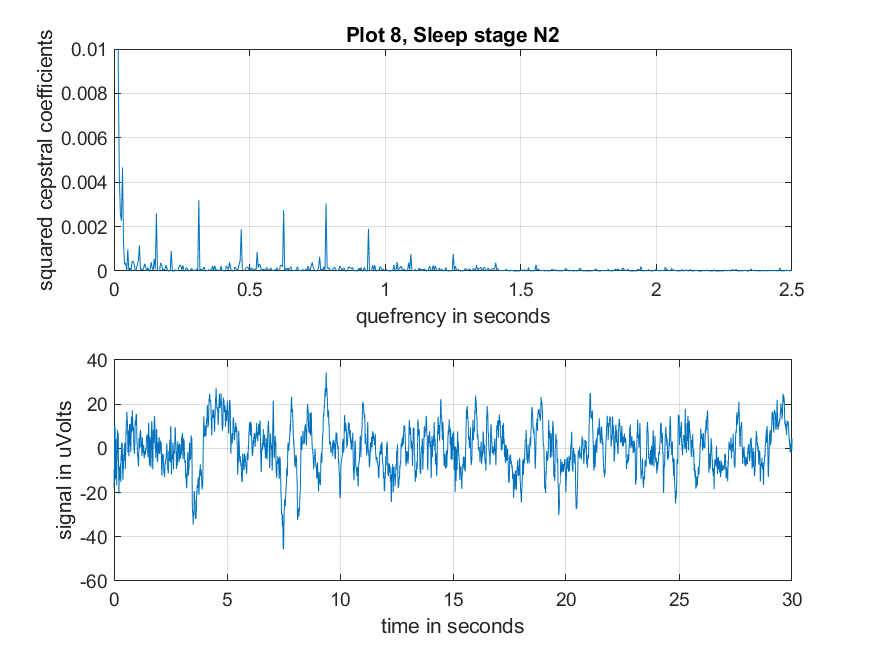 Plot 8, Sleep stage N2
squared cepstral coefficients
0.01
0.008
0.006
0.004
0.002
0
0 0.5 1 1.5 2 2.5
quefrency in seconds
signal in uVolts
40
20
0
-20
-40
-60
0 5 10 15 20 25 30
time in seconds